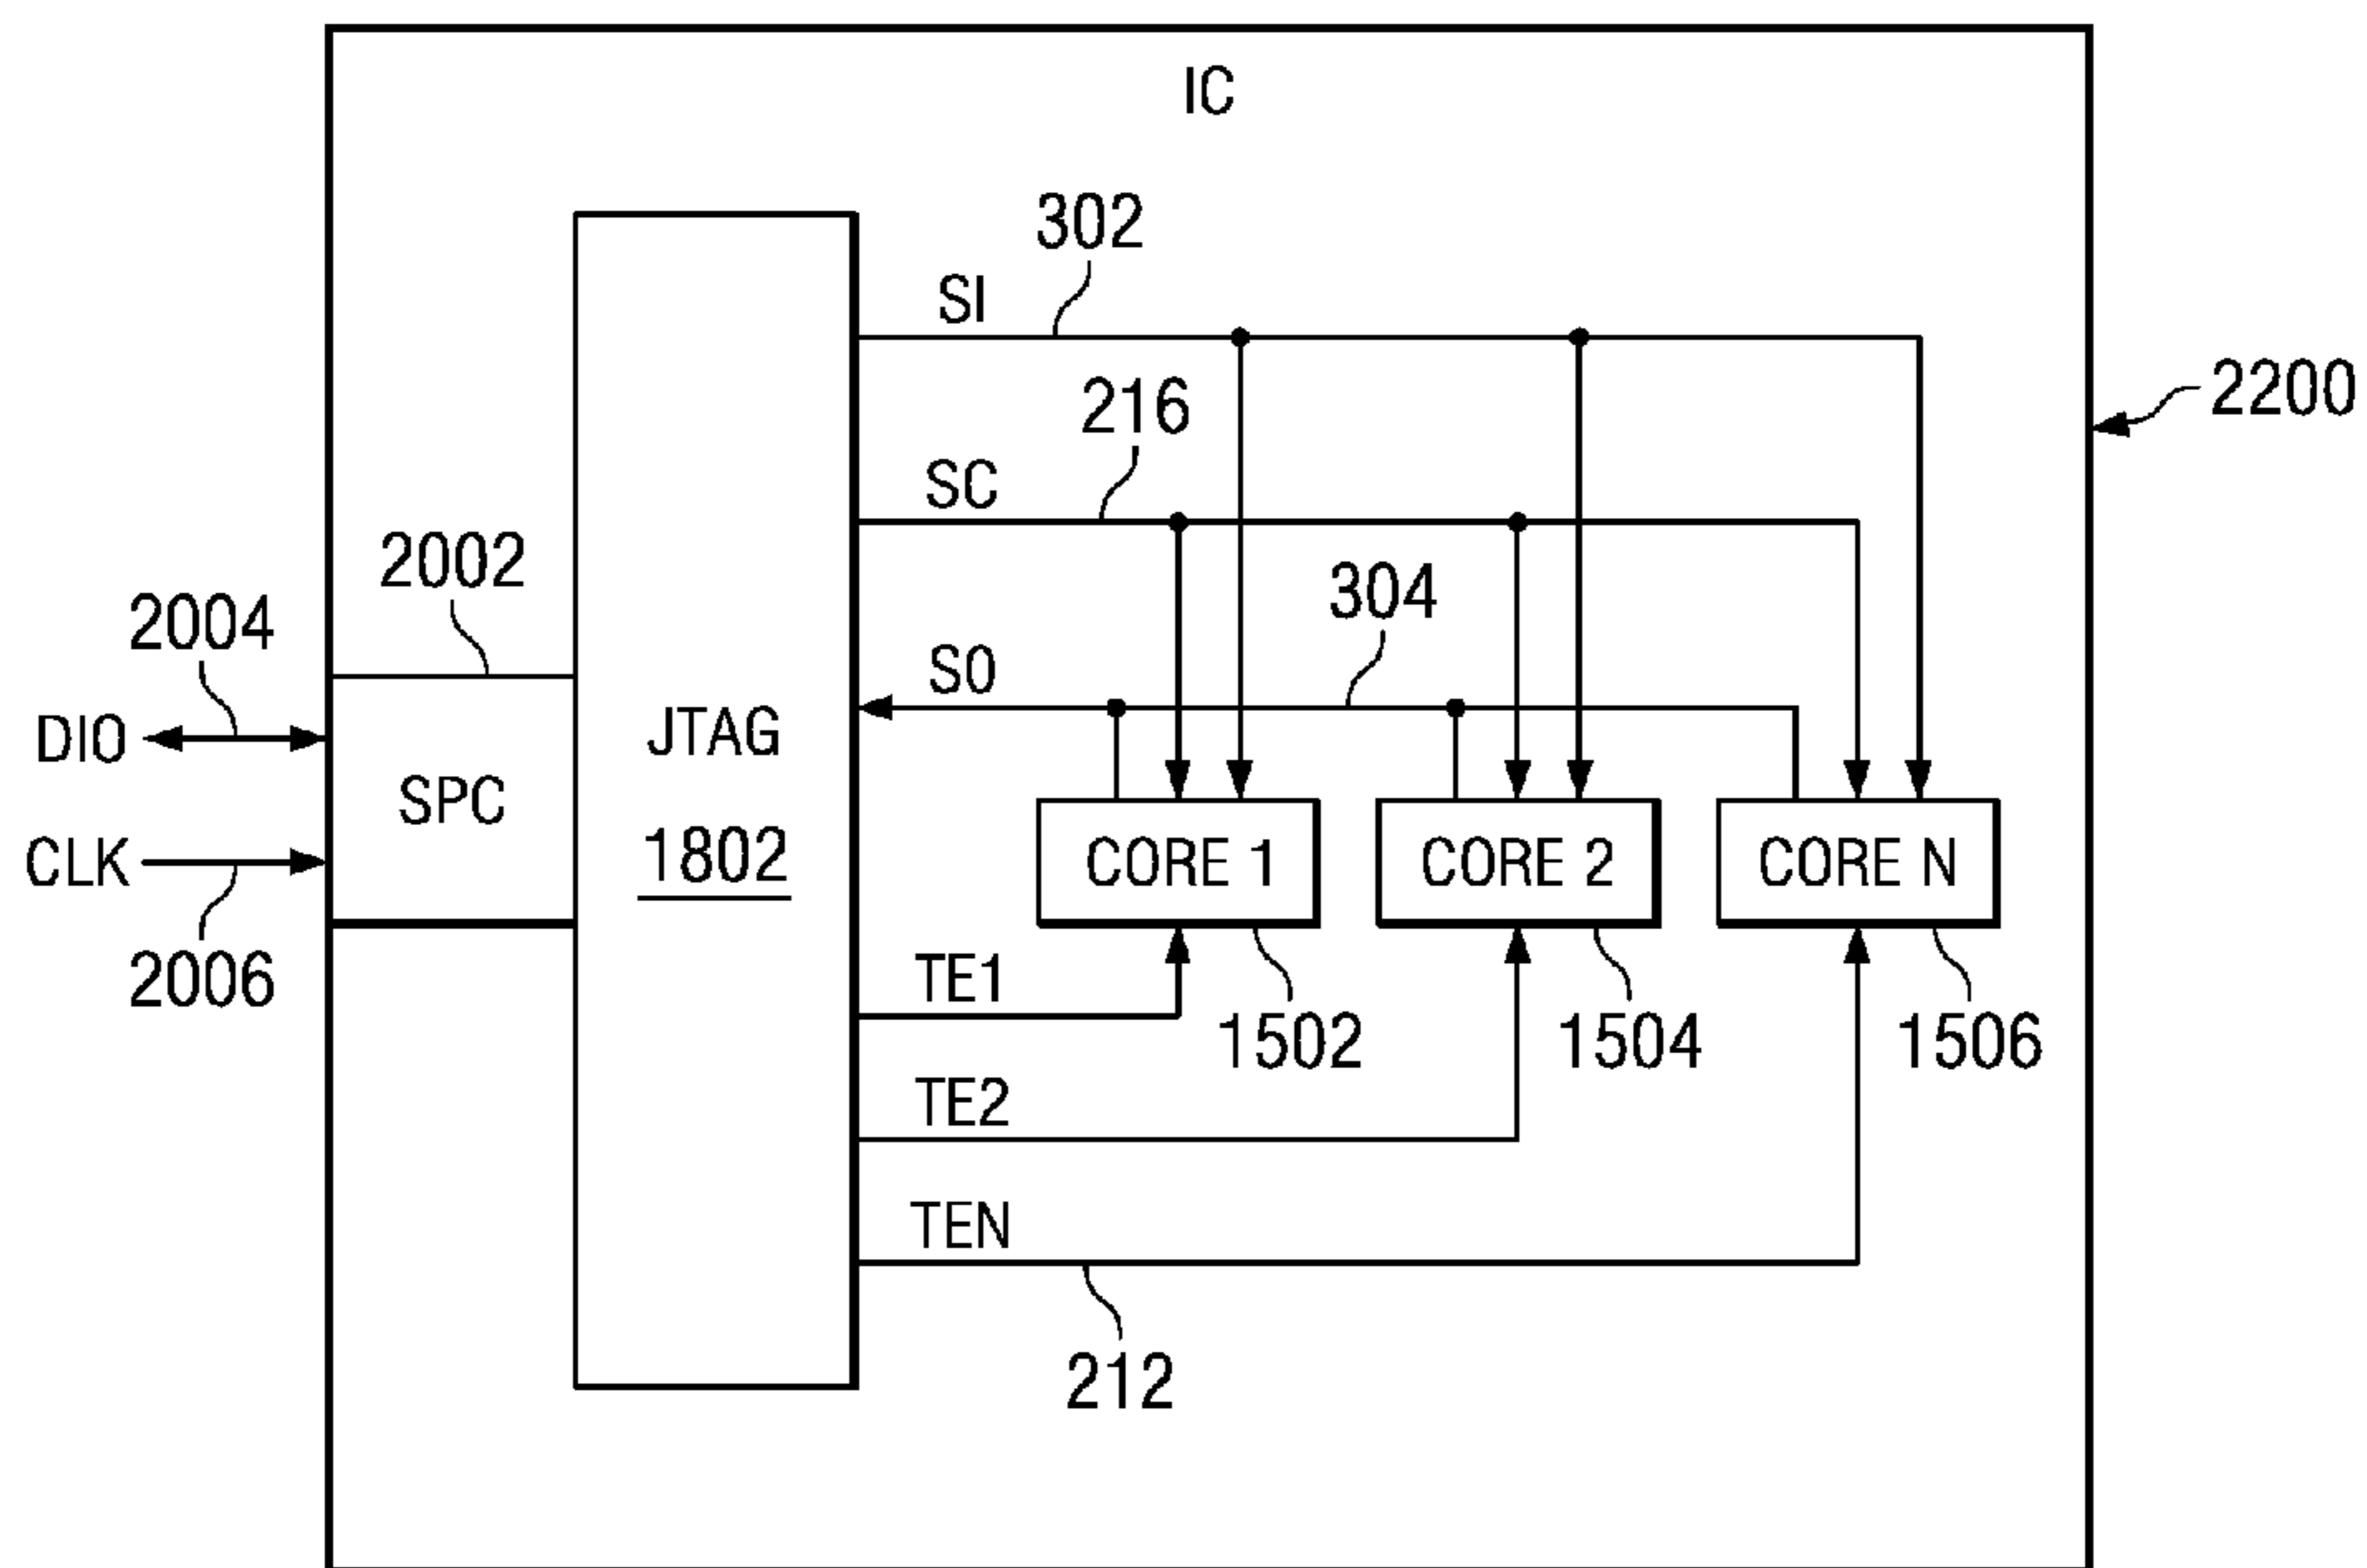 IC
302
SI
2200
216
SC
2002
304
2004
SO
DIO
JTAG
SPC
1802
CORE 1
CORE 2
CORE N
CLK
2006
TE1
1502
1504
1506
TE2
TEN
212